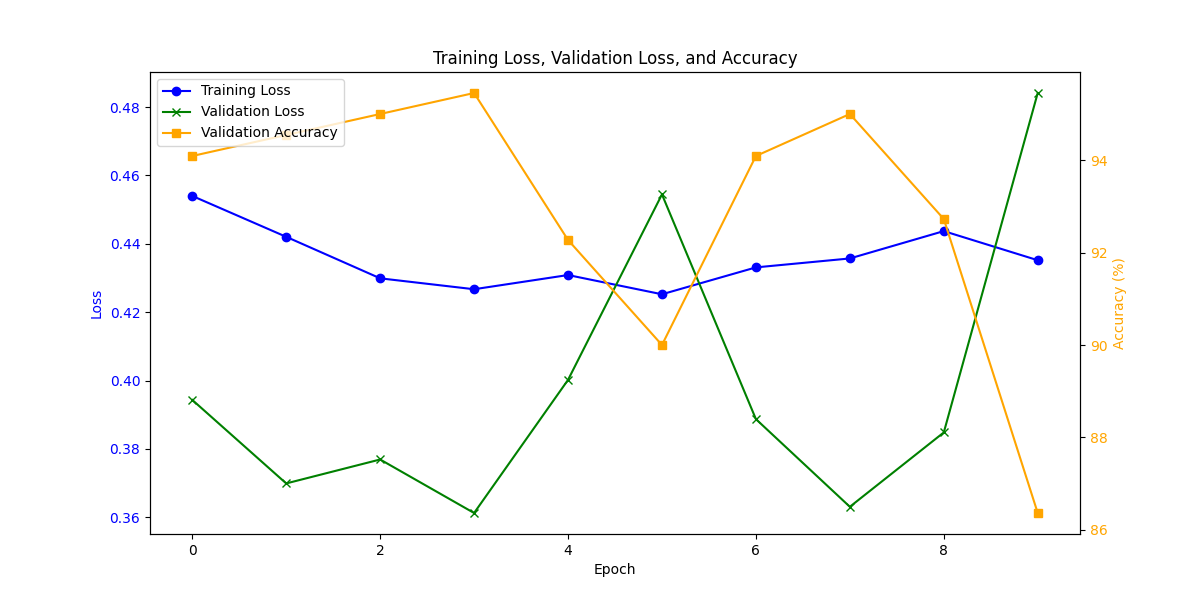 Training Loss, Validation Loss, and Accuracy
Training Loss
Validation Loss
Validation Accuracy
0.48
0.46
0.44
0.42
0.40
0.38
0.36
Loss
94
92
90
88
86
Accuracy (%)
0 2 4 6 8
Epoch